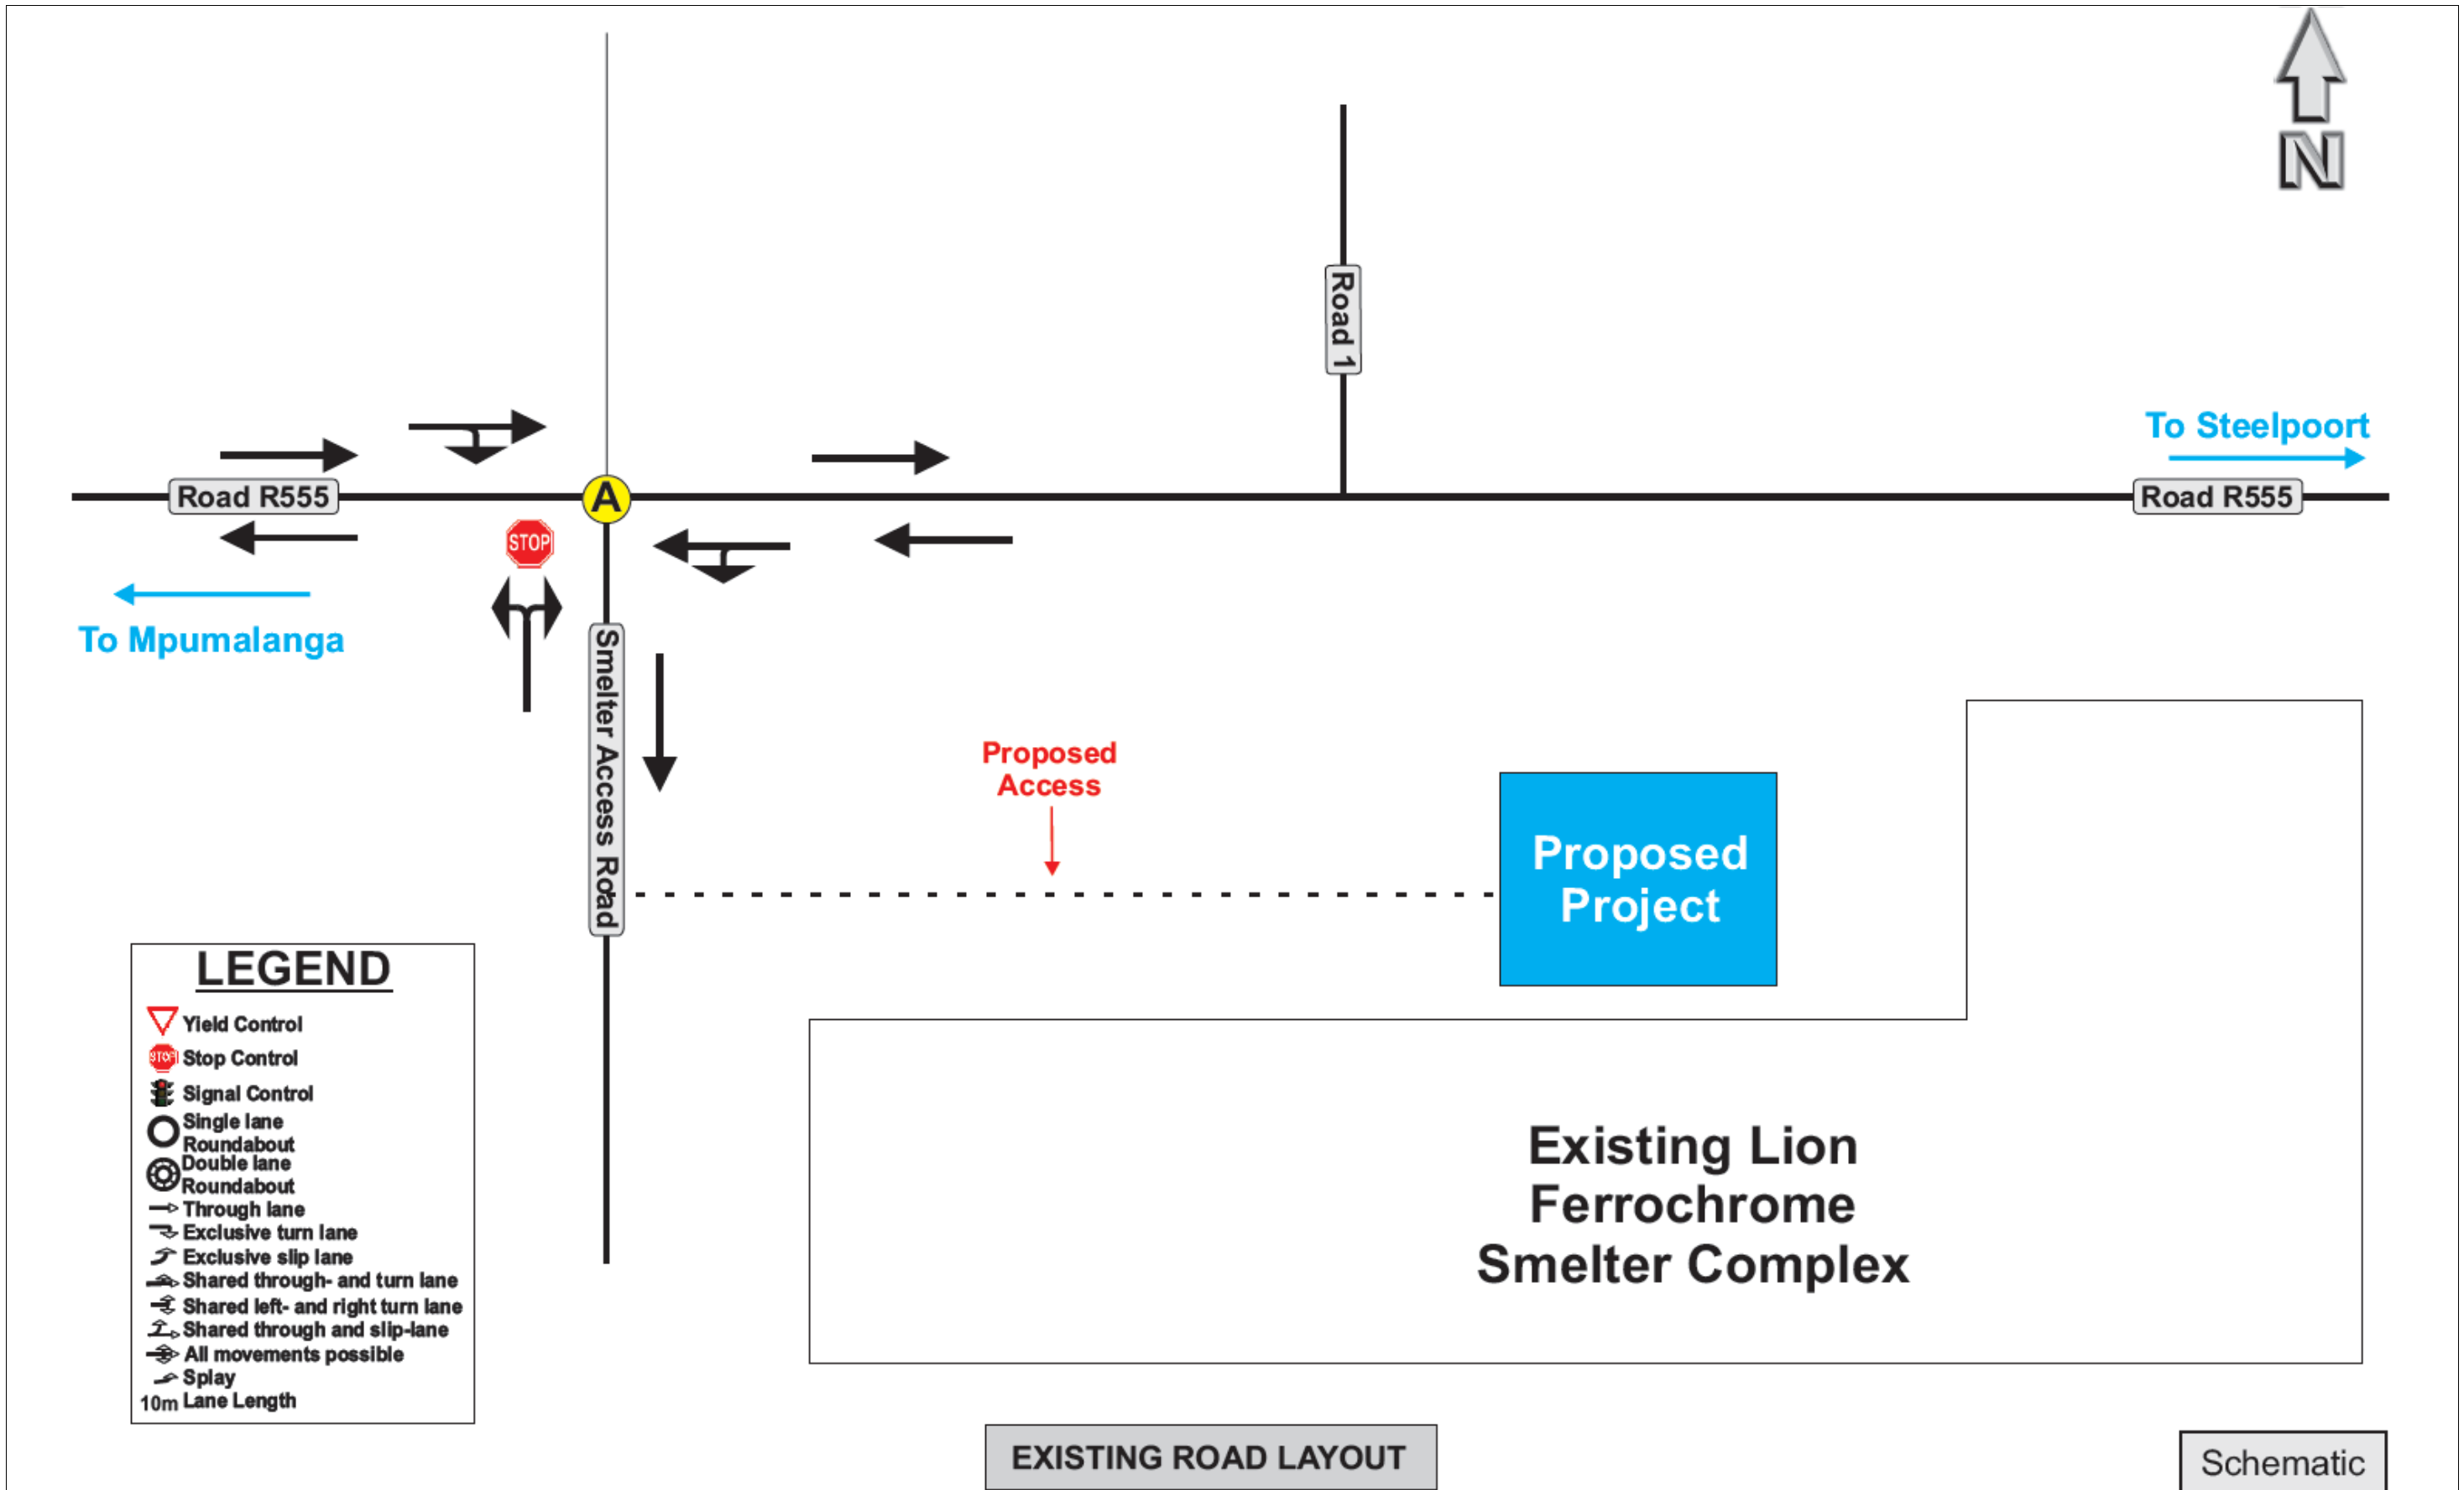 N
Road 1
To Steelpoort
Road R555
A
Road R555
STOP
To Mpumalanga
Smelter Access Road
Proposed
Access
Proposed
Project
LEGEND
Yield Control
STOP Stop Control
Signal Control
Single lane
Roundabout
Double lane
Roundabout
Through lane
Exclusive turn lane
Exclusive slip lane
Shared through- and turn lane
Shared left- and right turn lane
Shared through and slip-lane
All movements possible
Splay
10m Lane Length
Existing Lion
Ferrochrome
Smelter Complex
EXISTING ROAD LAYOUT
Schematic